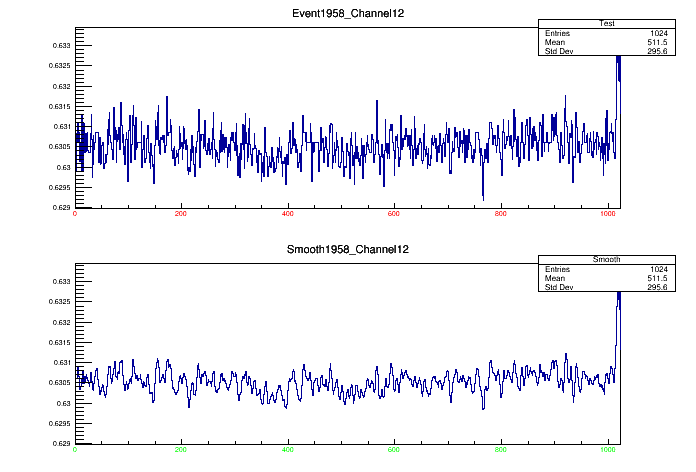 Event1958_Channel12
Test
Entries 1024
Mean 511.5
Std Dev 295.6
0.633
0.6325
0.632
0.6315
0.631
0.6305
0.63
0.6295
0.629
0 200 400 600 800 1000
Smooth1958_Channel12
Smooth
Entries 1024
Mean 511.5
Std Dev 295.6
0.633
0.6325
0.632
0.6315
0.631
0.6305
0.63
0.6295
0.629
0 200 400 600 800 1000